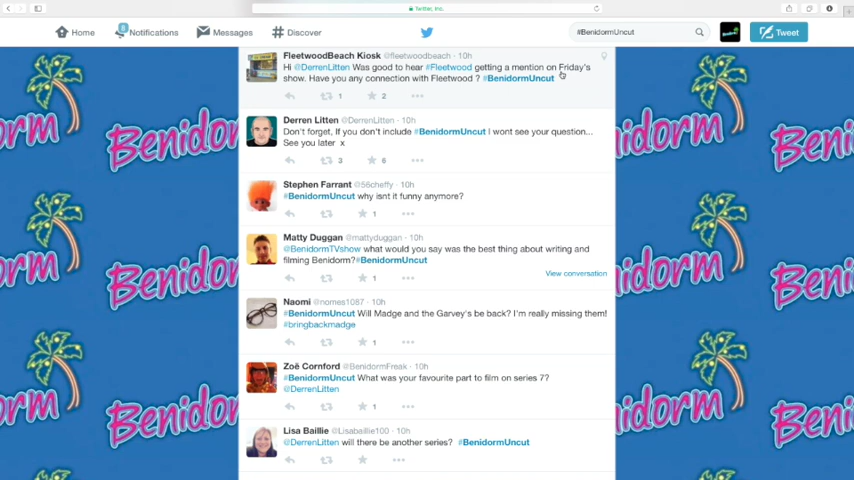 Twitter, Inc.
Home
8
Notifications
Messages
Discover
#BenidormUncut
Tweet
FleetwoodBeach Kiosk @fleetwoodbeach · 10h
Hi @DerrenLitten Was good to hear #Fleetwood getting a mention on Friday's
show. Have you any connection with Fleetwood ? #BenidormUncut
1
2
Derren Litten @DerrenLitten · 10h
Don't forget, If you don't include #BenidormUncut I wont see your question...
See you later x
3
6
Stephen Farrant @56cheffy · 10h
#BenidormUncut why isnt it funny anymore?
1
Matty Duggan @mattyduggan · 10h
@BenidormTVshow what would you say was the best thing about writing and
filming Benidorm?#BenidormUncut
View conversation
1
Naomi @nomes1087 · 10h
#BenidormUncut Will Madge and the Garvey's be back? I'm really missing them!
#bringbackmadge
1
Zoë Cornford @BenidormFreak · 10h
#BenidormUncut What was your favourite part to film on series 7?
@DerrenLitten
1
Lisa Baillie @Lisabaillie100 · 10h
@DerrenLitten will there be another series? #BenidormUncut
Benidorm
Benidorm
Benidorm
Benidorm